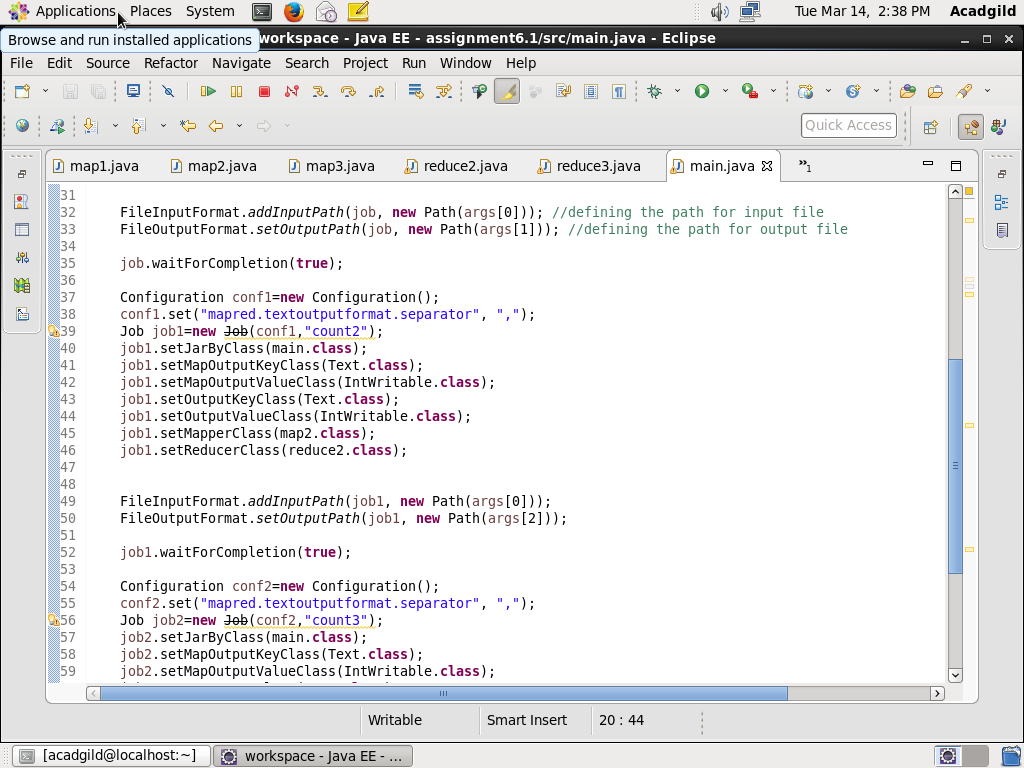 Applications Places System Tue Mar 14, 2:38 PM Acadgild
Browse and run installed applications
workspace - Java EE - assignment6.1/src/main.java - Eclipse
File Edit Source Refactor Navigate Search Project Run Window Help
Quick Access
map1.java map2.java map3.java reduce2.java reduce3.java main.java »1
31
32 FileInputFormat.addInputPath(job, new Path(args[0])); //defining the path for input file
33 FileOutputFormat.setOutputPath(job, new Path(args[1])); //defining the path for output file
34
35 job.waitForCompletion(true);
36
37 Configuration conf1=new Configuration();
38 conf1.set("mapred.textoutputformat.separator", ",");
39 Job job1=new Job(conf1,"count2");
40 job1.setJarByClass(main.class);
41 job1.setMapOutputKeyClass(Text.class);
42 job1.setMapOutputValueClass(IntWritable.class);
43 job1.setOutputKeyClass(Text.class);
44 job1.setOutputValueClass(IntWritable.class);
45 job1.setMapperClass(map2.class);
46 job1.setReducerClass(reduce2.class);
47
48
49 FileInputFormat.addInputPath(job1, new Path(args[0]));
50 FileOutputFormat.setOutputPath(job1, new Path(args[2]));
51
52 job1.waitForCompletion(true);
53
54 Configuration conf2=new Configuration();
55 conf2.set("mapred.textoutputformat.separator", ",");
56 Job job2=new Job(conf2,"count3");
57 job2.setJarByClass(main.class);
58 job2.setMapOutputKeyClass(Text.class);
59 job2.setMapOutputValueClass(IntWritable.class);
Writable Smart Insert 20 : 44
[acadgild@localhost:~] workspace - Java EE - ...